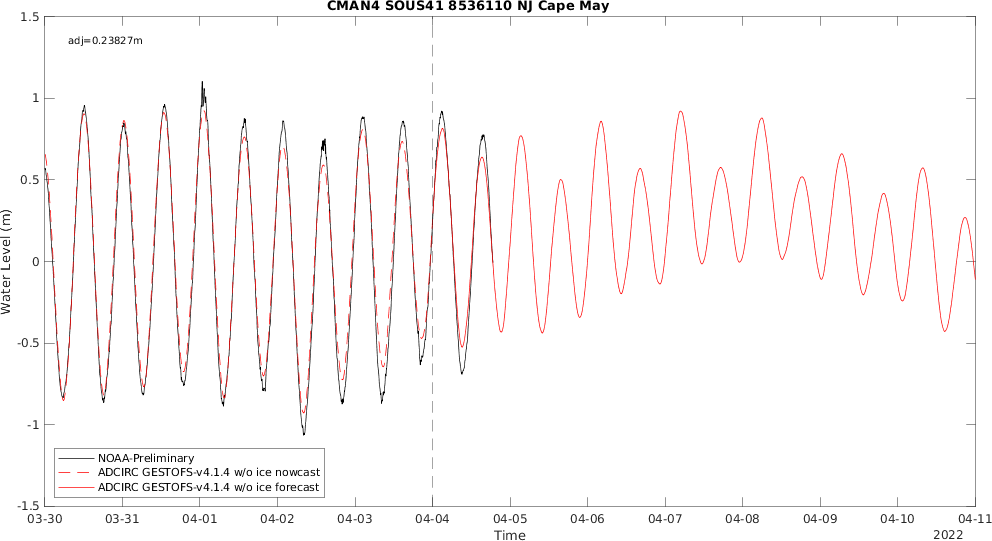 CMAN4 SOUS41 8536110 NJ Cape May
1.5
adj=0.23827m
1
0.5
0
-0.5
-1
-1.5
Water Level (m)
NOAA-Preliminary
ADCIRC GESTOFS-v4.1.4 w/o ice nowcast
ADCIRC GESTOFS-v4.1.4 w/o ice forecast
03-30 03-31 04-01 04-02 04-03 04-04 04-05 04-06 04-07 04-08 04-09 04-10 04-11
Time
2022